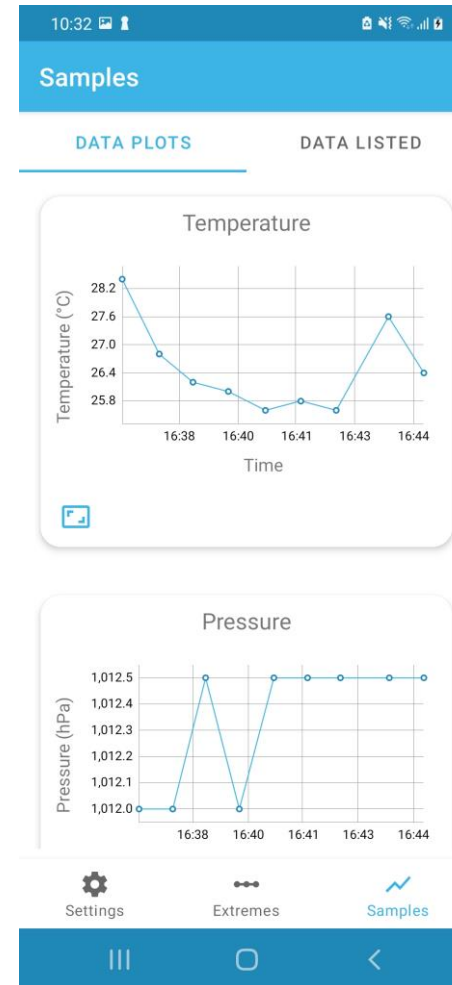 10:32
Samples
DATA PLOTS DATA LISTED
Temperature
Temperature (°C)
28.2
27.6
27.0
26.4
25.8
16:38 16:40 16:41 16:43 16:44
Time
Pressure
Pressure (hPa)
1,012.5
1,012.4
1,012.3
1,012.2
1,012.1
1,012.0
16:38 16:40 16:41 16:43 16:44
Settings Extremes Samples